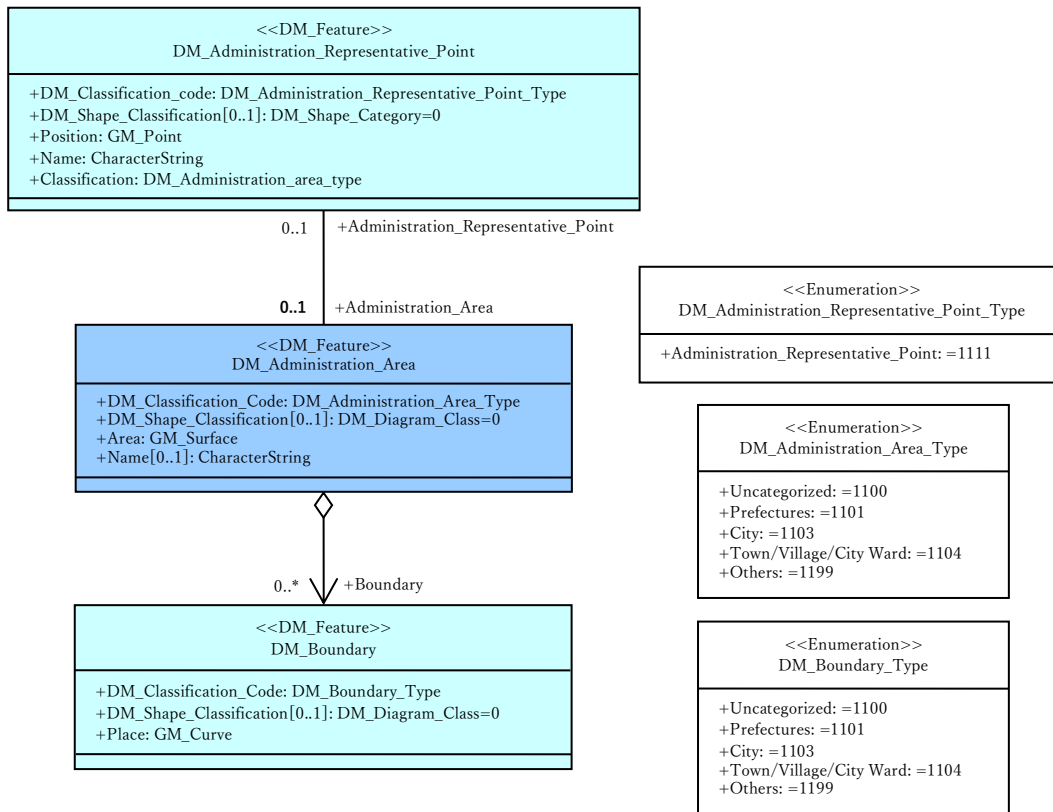 <<DM_Feature>>
DM_Administration_Representative_Point
+DM_Classification_code: DM_Administration_Representative_Point_Type
+DM_Shape_Classification[0..1]: DM_Shape_Category=0
+Position: GM_Point
+Name: CharacterString
+Classification: DM_Administration_area_type
0..1 +Administration_Representative_Point
0..1 +Administration_Area
<<DM_Feature>>
DM_Administration_Area
+DM_Classification_Code: DM_Administration_Area_Type
+DM_Shape_Classification[0..1]: DM_Diagram_Class=0
+Area: GM_Surface
+Name[0..1]: CharacterString
0..* +Boundary
<<DM_Feature>>
DM_Boundary
+DM_Classification_Code: DM_Boundary_Type
+DM_Shape_Classification[0..1]: DM_Diagram_Class=0
+Place: GM_Curve
<<Enumeration>>
DM_Administration_Representative_Point_Type
+Administration_Representative_Point: =1111
<<Enumeration>>
DM_Administration_Area_Type
+Uncategorized: =1100
+Prefectures: =1101
+City: =1103
+Town/Village/City Ward: =1104
+Others: =1199
<<Enumeration>>
DM_Boundary_Type
+Uncategorized: =1100
+Prefectures: =1101
+City: =1103
+Town/Village/City Ward: =1104
+Others: =1199